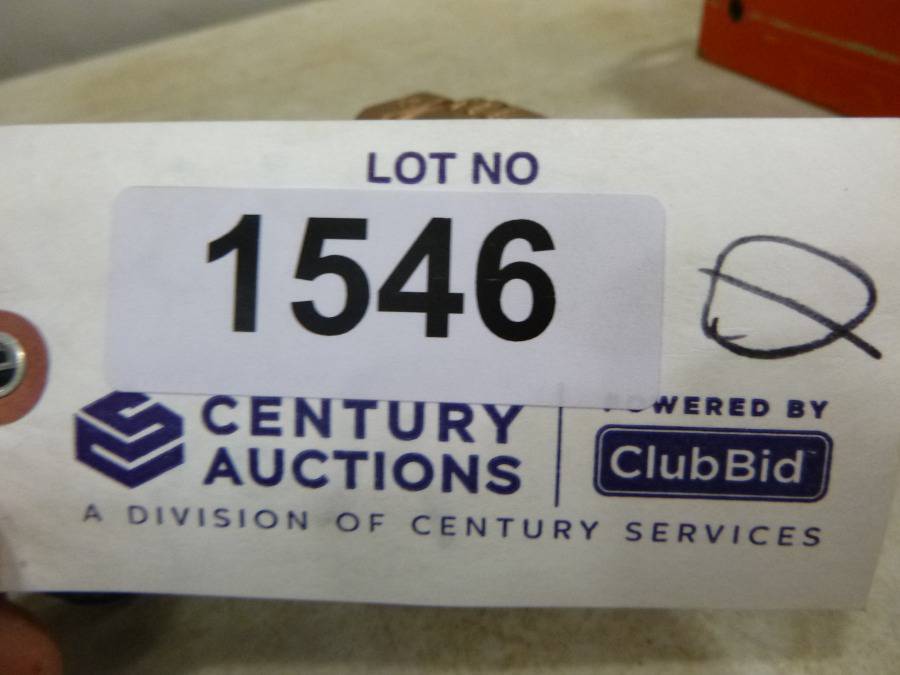 LOT NO
1546
CENTURY
AUCTIONS
POWERED BY
ClubBid
A DIVISION OF CENTURY SERVICES